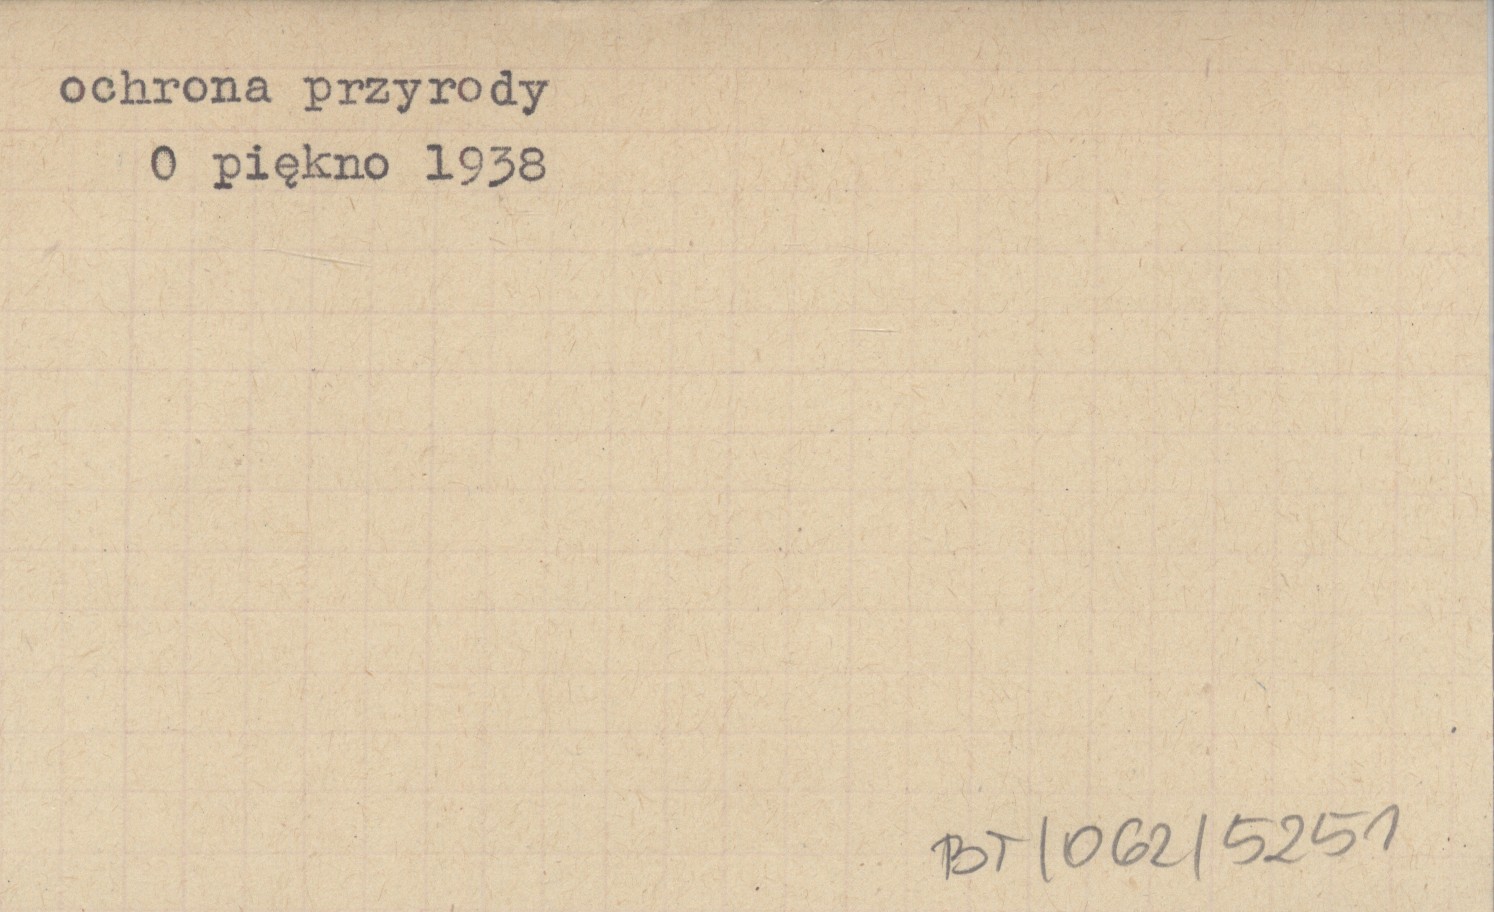 ochrona przyrody
O piękno 1938
BT/062/5251